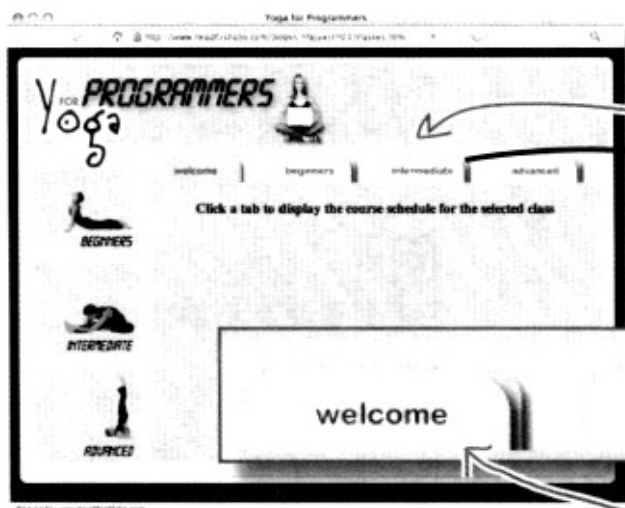 Yoga for Programmers
Yoga FOR PROGRAMMERS
welcome beginners intermediate advanced
Click a tab to display the course schedule for the selected class
BEGINNERS
INTERMEDIATE
ADVANCED
welcome